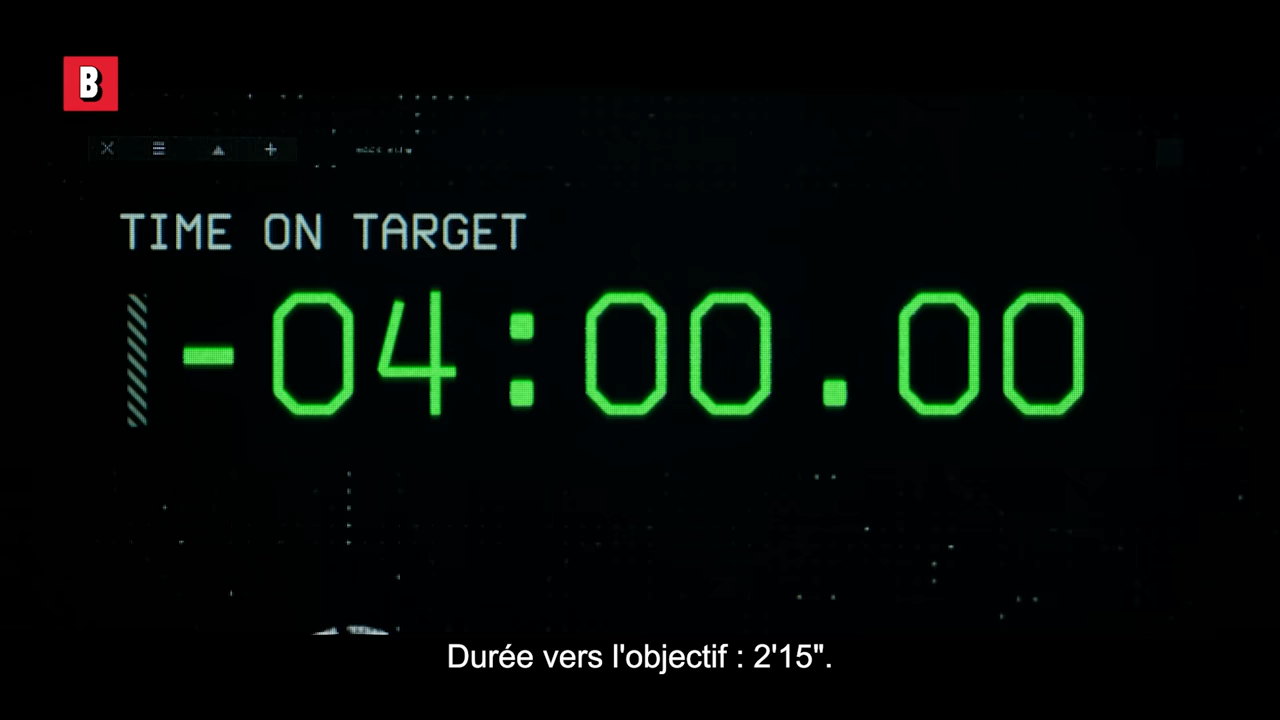 B
TIME ON TARGET
-04:00.00
Durée vers l'objectif : 2'15".